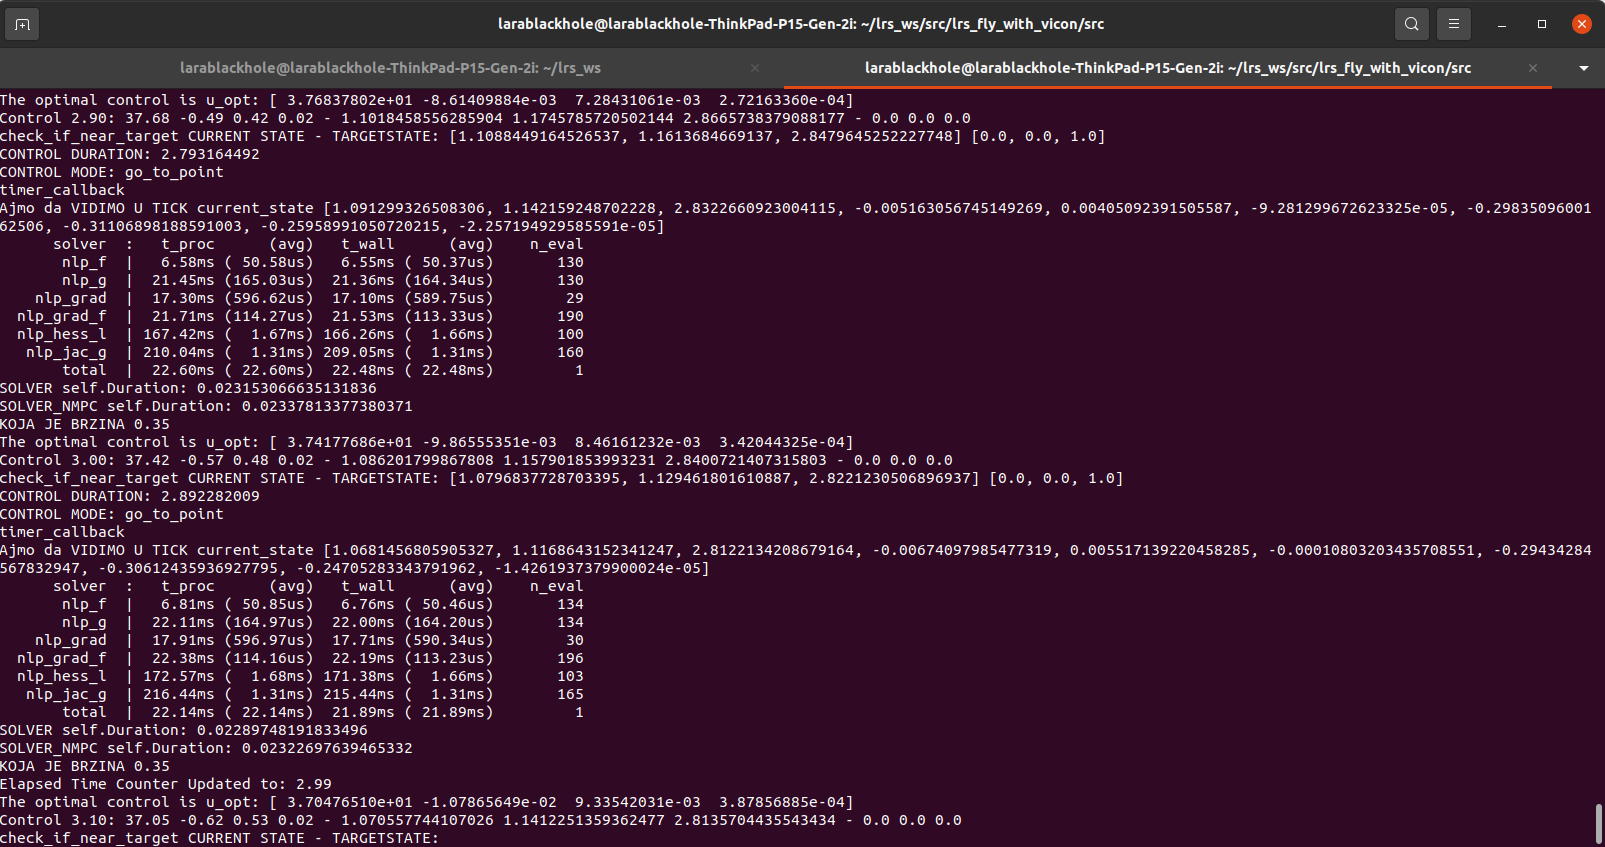 larablackhole@larablackhole-ThinkPad-P15-Gen-2i: ~/lrs_ws/src/lrs_fly_with_vicon/src
larablackhole@larablackhole-ThinkPad-P15-Gen-2i: ~/lrs_ws
larablackhole@larablackhole-ThinkPad-P15-Gen-2i: ~/lrs_ws/src/lrs_fly_with_vicon/src
The optimal control is u_opt: [ 3.76837802e+01 -8.61409884e-03  7.28431061e-03  2.72163360e-04]
Control 2.90: 37.68 -0.49 0.42 0.02 - 1.1018458556285904 1.1745785720502144 2.8665738379088177 - 0.0 0.0 0.0
check_if_near_target CURRENT STATE - TARGETSTATE: [1.1088449164526537, 1.1613684669137, 2.8479645252227748] [0.0, 0.0, 1.0]
CONTROL DURATION: 2.793164492
CONTROL MODE: go_to_point
timer_callback
Ajmo da VIDIMO U TICK current_state [1.091299326508306, 1.142159248702228, 2.8322660923004115, -0.005163056745149269, 0.00405092391505587, -9.281299672623325e-05, -0.29835096001
62506, -0.31106898188591003, -0.25958991050720215, -2.257194929585591e-05]
      solver  :   t_proc      (avg)   t_wall      (avg)    n_eval
       nlp_f  |   6.58ms ( 50.58us)   6.55ms ( 50.37us)       130
       nlp_g  |  21.45ms (165.03us)  21.36ms (164.34us)       130
    nlp_grad  |  17.30ms (596.62us)  17.10ms (589.75us)        29
  nlp_grad_f  |  21.71ms (114.27us)  21.53ms (113.33us)       190
  nlp_hess_l  | 167.42ms (  1.67ms) 166.26ms (  1.66ms)       100
   nlp_jac_g  | 210.04ms (  1.31ms) 209.05ms (  1.31ms)       160
       total  |  22.60ms ( 22.60ms)  22.48ms ( 22.48ms)         1
SOLVER self.Duration: 0.023153066635131836
SOLVER_NMPC self.Duration: 0.02337813377380371
KOJA JE BRZINA 0.35
The optimal control is u_opt: [ 3.74177686e+01 -9.86555351e-03  8.46161232e-03  3.42044325e-04]
Control 3.00: 37.42 -0.57 0.48 0.02 - 1.086201799867808 1.157901853993231 2.8400721407315803 - 0.0 0.0 0.0
check_if_near_target CURRENT STATE - TARGETSTATE: [1.0796837728703395, 1.129461801610887, 2.8221230506896937] [0.0, 0.0, 1.0]
CONTROL DURATION: 2.892282009
CONTROL MODE: go_to_point
timer_callback
Ajmo da VIDIMO U TICK current_state [1.0681456805905327, 1.1168643152341247, 2.8122134208679164, -0.00674097985477319, 0.005517139220458285, -0.00010803203435708551, -0.29434284
567832947, -0.30612435936927795, -0.24705283343791962, -1.4261937379900024e-05]
      solver  :   t_proc      (avg)   t_wall      (avg)    n_eval
       nlp_f  |   6.81ms ( 50.85us)   6.76ms ( 50.46us)       134
       nlp_g  |  22.11ms (164.97us)  22.00ms (164.20us)       134
    nlp_grad  |  17.91ms (596.97us)  17.71ms (590.34us)        30
  nlp_grad_f  |  22.38ms (114.16us)  22.19ms (113.23us)       196
  nlp_hess_l  | 172.57ms (  1.68ms) 171.38ms (  1.66ms)       103
   nlp_jac_g  | 216.44ms (  1.31ms) 215.44ms (  1.31ms)       165
       total  |  22.14ms ( 22.14ms)  21.89ms ( 21.89ms)         1
SOLVER self.Duration: 0.02289748191833496
SOLVER_NMPC self.Duration: 0.02322697639465332
KOJA JE BRZINA 0.35
Elapsed Time Counter Updated to: 2.99
The optimal control is u_opt: [ 3.70476510e+01 -1.07865649e-02  9.33542031e-03  3.87856885e-04]
Control 3.10: 37.05 -0.62 0.53 0.02 - 1.070557744107026 1.1412251359362477 2.8135704435543434 - 0.0 0.0 0.0
check_if_near_target CURRENT STATE - TARGETSTATE: